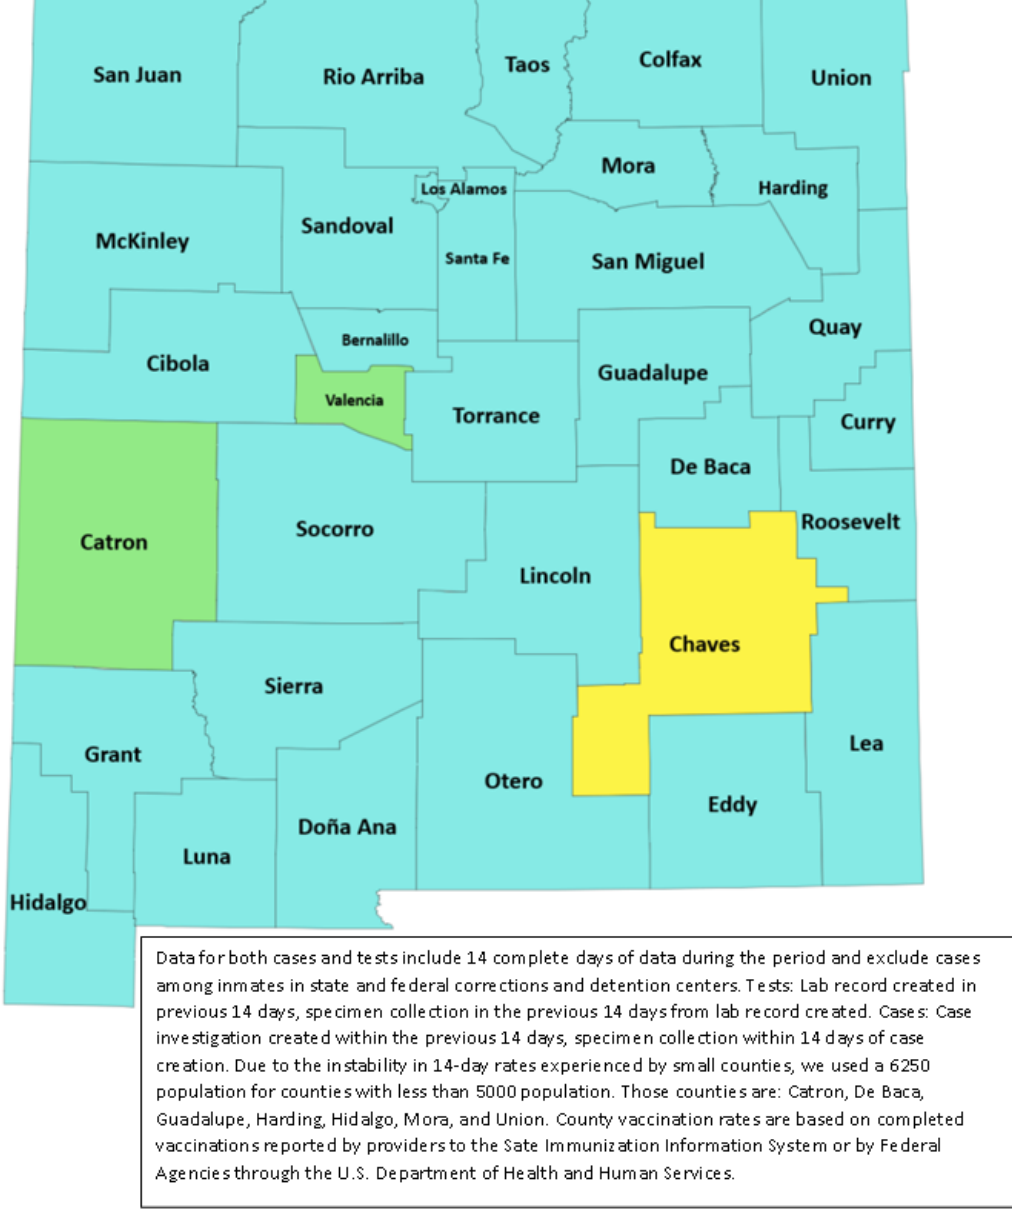 San Juan
Rio Arriba
Taos
Colfax
Union
Mora
Harding
Los Alamos
McKinley
Sandoval
Santa Fe
San Miguel
Quay
Bernalillo
Cibola
Guadalupe
Valencia
Torrance
Curry
De Baca
Catron
Socorro
Roosevelt
Lincoln
Chaves
Sierra
Grant
Otero
Lea
Eddy
Doña Ana
Luna
Hidalgo
Data for both cases and tests include 14 complete days of data during the period and exclude cases
among inmates in state and federal corrections and detention centers. Tests: Lab record created in
previous 14 days, specimen collection in the previous 14 days from lab record created. Cases: Case
investigation created within the previous 14 days, specimen collection within 14 days of case
creation. Due to the instability in 14-day rates experienced by small counties, we used a 6250
population for counties with less than 5000 population. Those counties are: Catron, De Baca,
Guadalupe, Harding, Hidalgo, Mora, and Union. County vaccination rates are based on completed
vaccinations reported by providers to the Sate Immunization Information System or by Federal
Agencies through the U.S. Department of Health and Human Services.